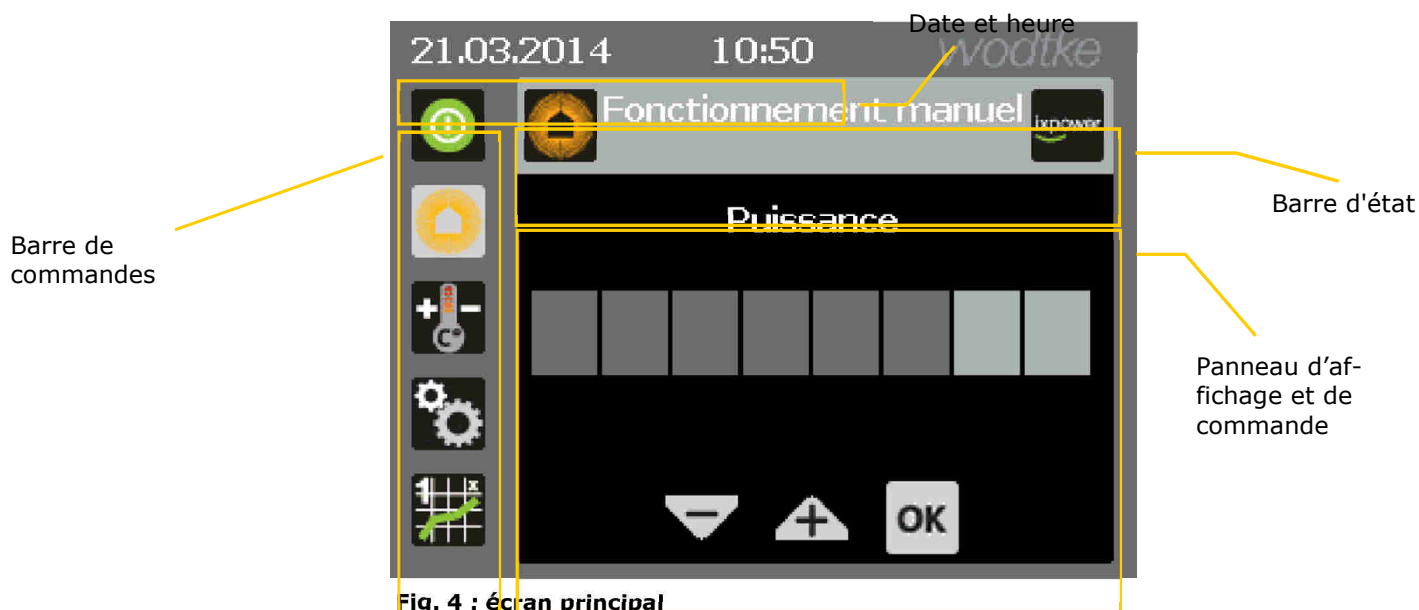 Date et heure
21.03.2014 10:50 wodtke
Fonctionnement manuel ixpower
Puissance
Barre d'état
Barre de
commandes
+ -
C°
Panneau d’af-
fichage et de
commande
1 x
- + OK
Fig. 4 : écran principal